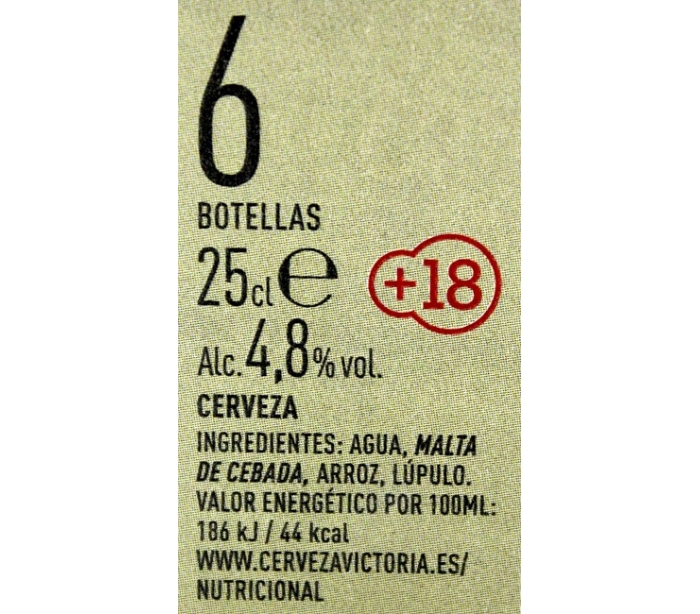 6
BOTELLAS
25cl ℮
+18
Alc. 4,8% vol.
CERVEZA
INGREDIENTES: AGUA, MALTA
DE CEBADA, ARROZ, LÚPULO.
VALOR ENERGÉTICO POR 100ML:
186 kJ / 44 kcal
WWW.CERVEZAVICTORIA.ES/
NUTRICIONAL